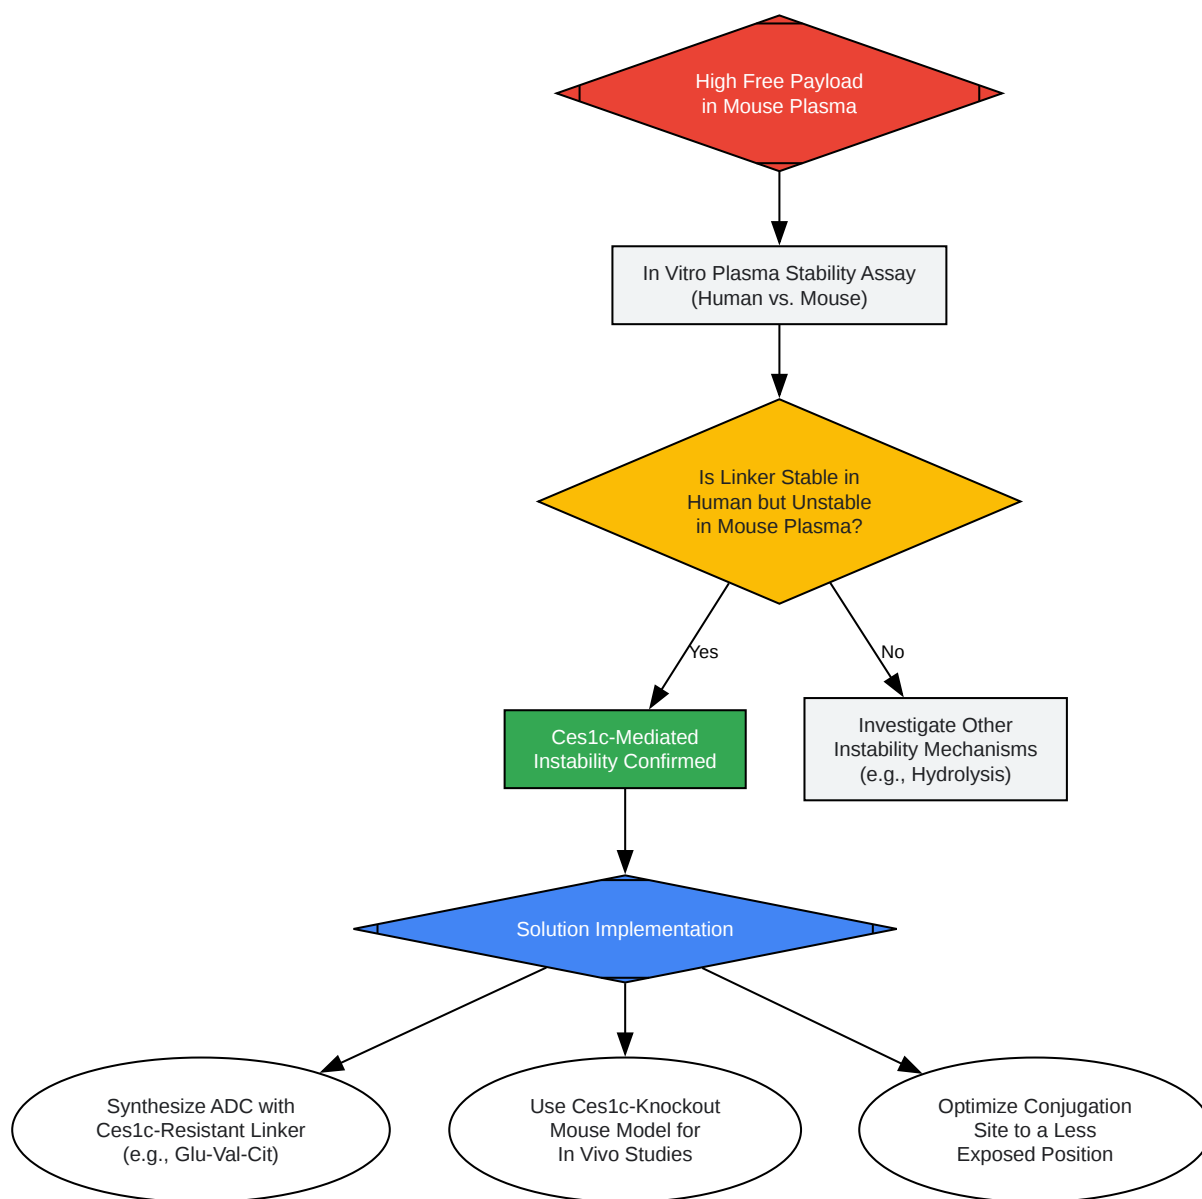 High Free Payload
in Mouse Plasma
In Vitro Plasma Stability Assay
(Human vs. Mouse)
Is Linker Stable in
Human but Unstable
in Mouse Plasma?
Yes
No
Ces1c-Mediated
Instability Confirmed
Investigate Other
Instability Mechanisms
(e.g., Hydrolysis)
Solution Implementation
Synthesize ADC with
Ces1c-Resistant Linker
(e.g., Glu-Val-Cit)
Use Ces1c-Knockout
Mouse Model for
In Vivo Studies
Optimize Conjugation
Site to a Less
Exposed Position